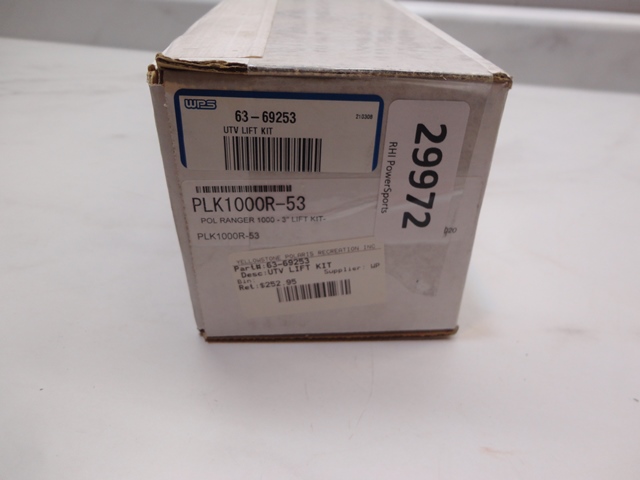 WPS
63-69253
UTV LIFT KIT
PLK1000R-53
POL RANGER 1000 - 3" LIFT KIT-
PLK1000R-53
YELLOWSTONE POLARIS RECREATION INC.
Part#:63-69253
Desc:UTV LIFT KIT
Supplier: WP
Bin:
Ret:$252.95
29972
RHI PowerSports